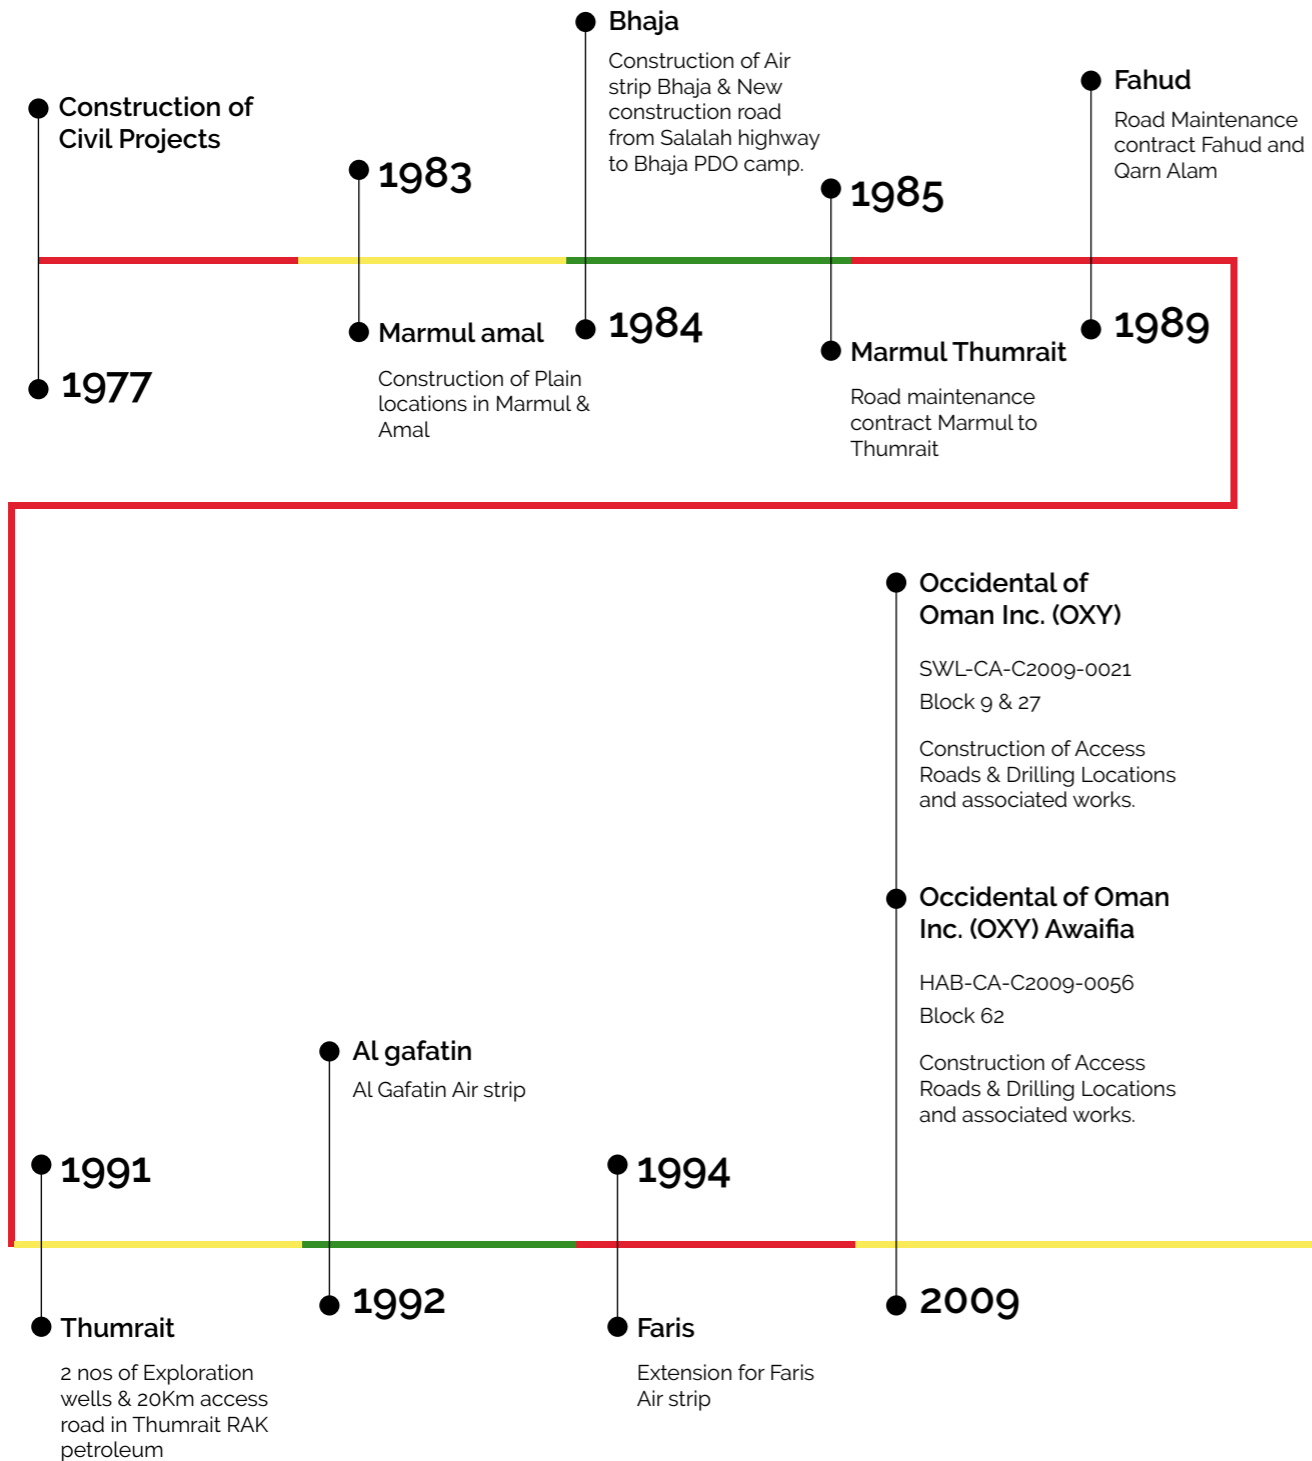 Construction of
Civil Projects
1977
1983
Marmul amal
Construction of Plain
locations in Marmul &
Amal
Bhaja
Construction of Air
strip Bhaja & New
construction road
from Salalah highway
to Bhaja PDO camp.
1984
1985
Marmul Thumrait
Road maintenance
contract Marmul to
Thumrait
Fahud
Road Maintenance
contract Fahud and
Qarn Alam
1989
1991
Thumrait
2 nos of Exploration
wells & 20Km access
road in Thumrait RAK
petroleum
Al gafatin
Al Gafatin Air strip
1992
1994
Faris
Extension for Faris
Air strip
Occidental of
Oman Inc. (OXY)
SWL-CA-C2009-0021
Block 9 & 27
Construction of Access
Roads & Drilling Locations
and associated works.
Occidental of Oman
Inc. (OXY) Awaifia
HAB-CA-C2009-0056
Block 62
Construction of Access
Roads & Drilling Locations
and associated works.
2009